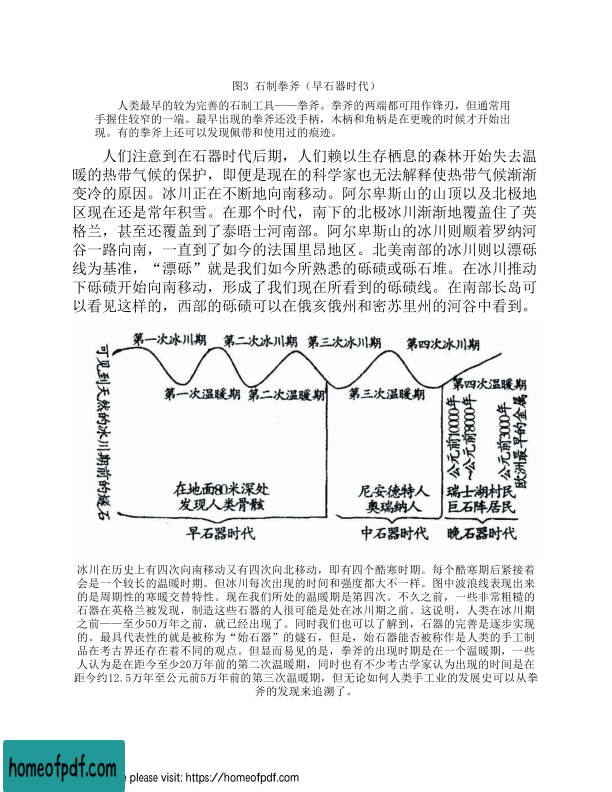 图3 石制拳斧（早石器时代）
人类最早的较为完善的石制工具——拳斧。拳斧的两端都可用作锋刃，但通常用
手握住较窄的一端。最早出现的拳斧还没手柄，木柄和角柄是在更晚的时候才开始出
现。有的拳斧上还可以发现佩带和使用过的痕迹。
人们注意到在石器时代后期，人们赖以生存栖息的森林开始失去温
暖的热带气候的保护，即便是现在的科学家也无法解释使热带气候渐渐
变冷的原因。冰川正在不断地向南移动。阿尔卑斯山的山顶以及北极地
区现在还是常年积雪。在那个时代，南下的北极冰川渐渐地覆盖住了英
格兰，甚至还覆盖到了泰晤士河南部。阿尔卑斯山的冰川则顺着罗纳河
谷一路向南，一直到了如今的法国里昂地区。北美南部的冰川则以漂砾
线为基准，“漂砾”就是我们如今所熟悉的砾碛或砾石堆。在冰川推动
下砾碛开始向南移动，形成了我们现在所看到的砾碛线。在南部长岛可
以看见这样的，西部的砾碛可以在俄亥俄州和密苏里州的河谷中看到。
第一次冰川期
第二次冰川期
第三次冰川期
第四次冰川期
第一次温暖期
第二次温暖期
第三次温暖期
第四次温暖期
可见到天然的冰川期前的燧石
公元前10000年
~公元前8000年
公元前3000年
欧洲最早的金属
在地面80米深处
发现人类骨骸
尼安德特人
奥瑞纳人
瑞士湖村民
巨石阵居民
早石器时代
中石器时代
晚石器时代
冰川在历史上有四次向南移动又有四次向北移动，即有四个酷寒时期。每个酷寒期后紧接着
会是一个较长的温暖时期。但冰川每次出现的时间和强度都大不一样。图中波浪线表现出来
的是周期性的寒暖交替特性。现在我们所处的温暖期是第四次。不久之前，一些非常粗糙的
石器在英格兰被发现，制造这些石器的人很可能是处在冰川期之前。这说明，人类在冰川期
之前——至少50万年之前，就已经出现了。同时我们也可以了解到，石器的完善是逐步实现
的。最具代表性的就是被称为“始石器”的燧石，但是，始石器能否被称作是人类的手工制
品在考古界还存在着不同的观点。但显而易见的是，拳斧的出现时期是在一个温暖期，一些
人认为是在距今至少20万年前的第二次温暖期，同时也有不少考古学家认为出现的时间是在
距今约12.5万年至公元前5万年前的第三次温暖期，但无论如何人类手工业的发展史可以从拳
斧的发现来追溯了。
homeofpdf.com
e please visit: https://homeofpdf.com